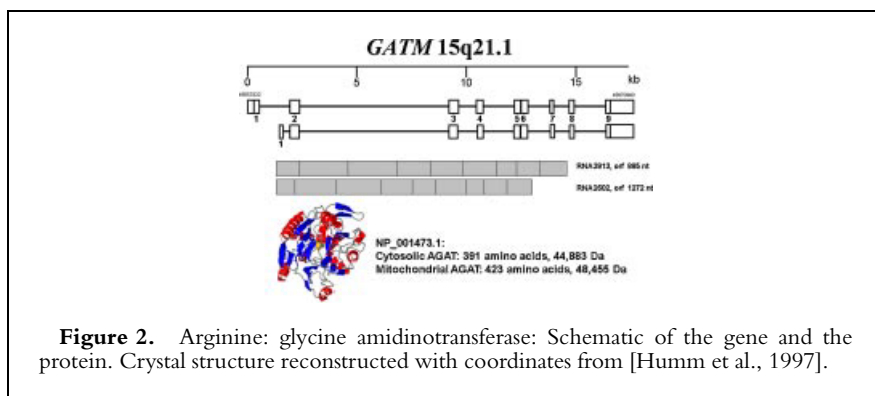 GATM 15q21.1
0 5 10 15 kb
1 2 3 4 5 6 7 8 9
1
RNA3913, orf 995 nt
RNA3502, orf 1272 nt
NP_001473.1:
Cytosolic AGAT: 391 amino acids, 44,883 Da
Mitochondrial AGAT: 423 amino acids, 48,455 Da
Figure 2. Arginine: glycine amidinotransferase: Schematic of the gene and the
protein. Crystal structure reconstructed with coordinates from [Humm et al., 1997].